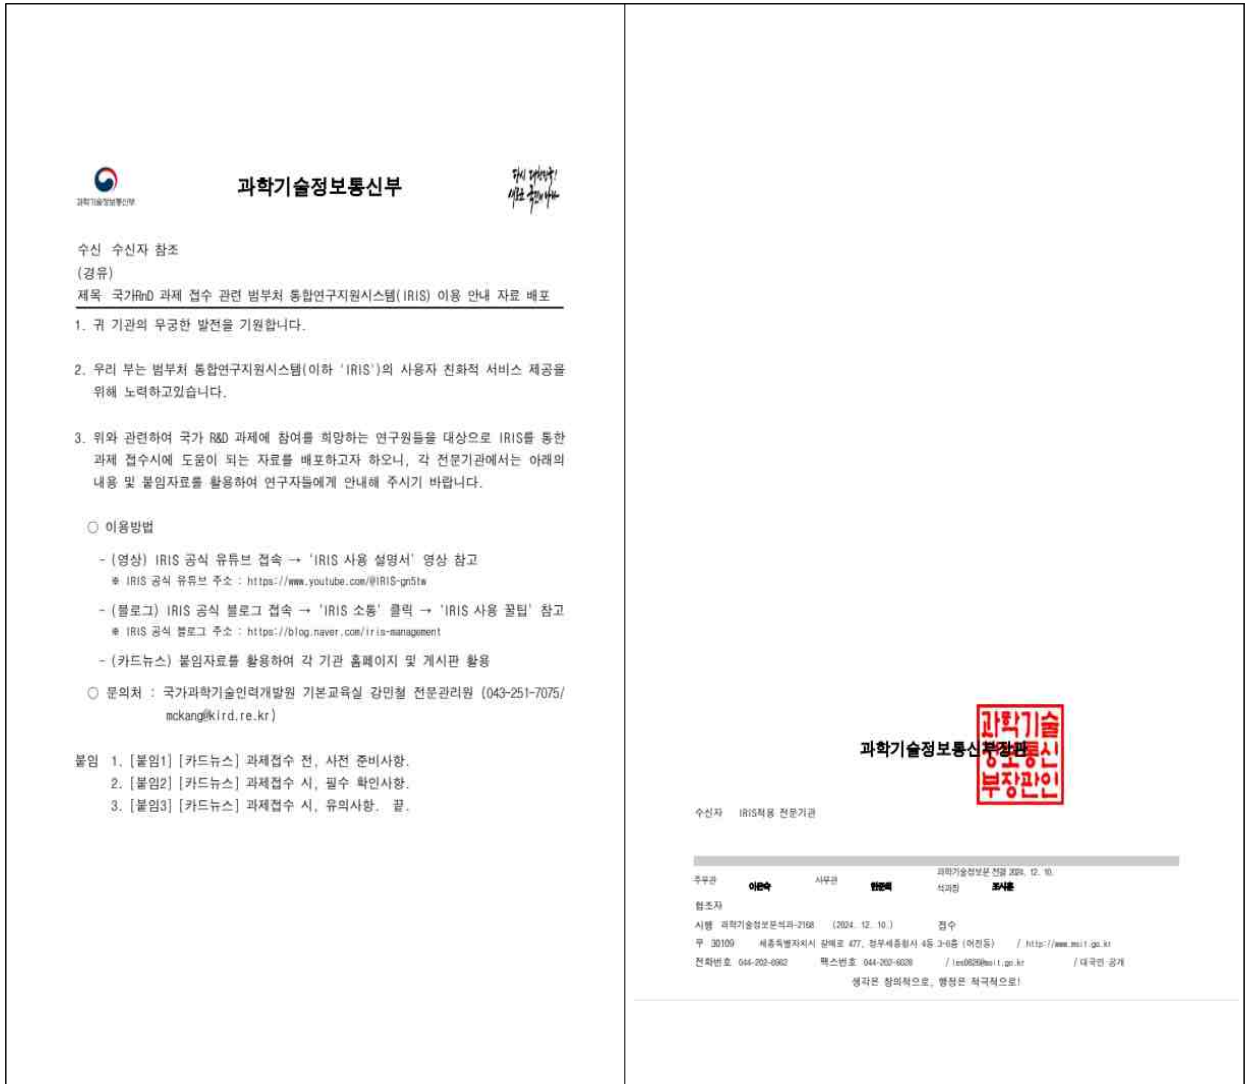 과학기술정보통신부
과학기술정보통신부
다시 대한민국!
새로운 국민의 나라
수신 수신자 참조
(경유)
제목 국가RnD 과제 접수 관련 범부처 통합연구지원시스템(IRIS) 이용 안내 자료 배포
1. 귀 기관의 무궁한 발전을 기원합니다.
2. 우리 부는 범부처 통합연구지원시스템(이하 'IRIS')의 사용자 친화적 서비스 제공을
위해 노력하고있습니다.
3. 위와 관련하여 국가 R&D 과제에 참여를 희망하는 연구원들을 대상으로 IRIS를 통한
과제 접수시에 도움이 되는 자료를 배포하고자 하오니, 각 전문기관에서는 아래의
내용 및 붙임자료를 활용하여 연구자들에게 안내해 주시기 바랍니다.
○ 이용방법
- (영상) IRIS 공식 유튜브 접속 → 'IRIS 사용 설명서' 영상 참고
※ IRIS 공식 유튜브 주소 : https://www.youtube.com/@IRIS-gn5tw
- (블로그) IRIS 공식 블로그 접속 → 'IRIS 소통' 클릭 → 'IRIS 사용 꿀팁' 참고
※ IRIS 공식 블로그 주소 : https://blog.naver.com/iris-management
- (카드뉴스) 붙임자료를 활용하여 각 기관 홈페이지 및 게시판 활용
○ 문의처 : 국가과학기술인력개발원 기본교육실 강민철 전문관리원 (043-251-7075/
mckang@kird.re.kr)
붙임 1. [붙임1] [카드뉴스] 과제접수 전, 사전 준비사항.
2. [붙임2] [카드뉴스] 과제접수 시, 필수 확인사항.
3. [붙임3] [카드뉴스] 과제접수 시, 유의사항. 끝.
과학기술정보통신부장관
과학기술
정보통신
부장관인
수신자 IRIS적용 전문기관
과학기술정보분 전결 2024. 12. 10.
주무관 이은숙 사무관 석과장
협조자
시행 과학기술정보분석과-2168 (2024. 12. 10.) 접수
우 30109 세종특별자치시 갈매로 477, 정부세종청사 4동 3-6층 (어진동) / http://www.msit.go.kr
전화번호 044-202-6982 팩스번호 044-202-6028 / / 대국민 공개
생각은 창의적으로, 행정은 적극적으로!